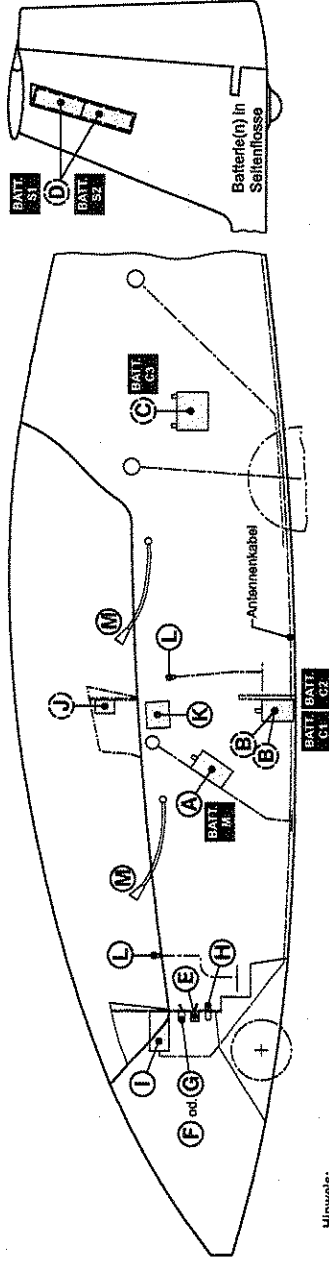 BATT. S1
D
BATT. S2
Batterie(n) in
Seitenflosse
BATT. C3
C
M
J
L
K
Antennenkabel
B
B
BATT. C1
BATT. C2
A
BATT. M
M
L
I
F od. G
E
H
Hinweis: